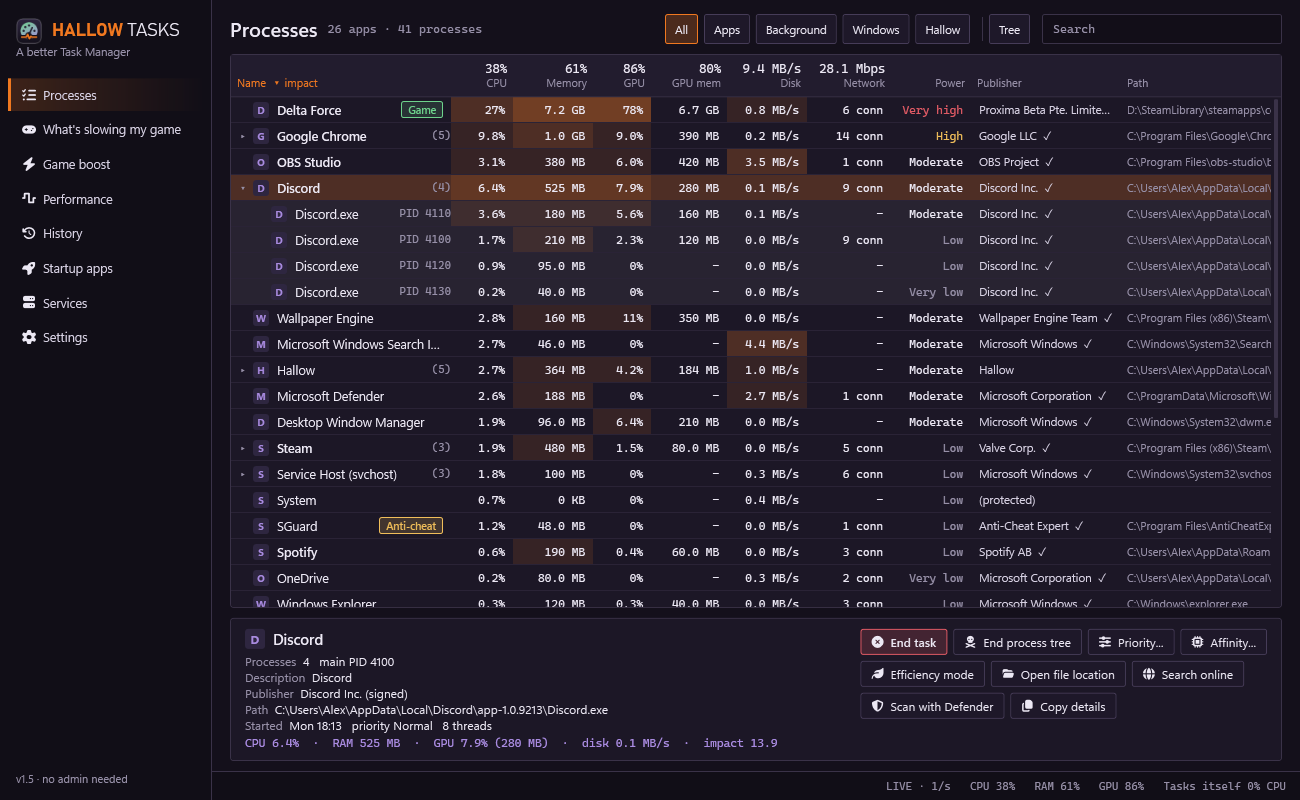 HALLOW TASKS
A better Task Manager
Processes
What's slowing my game
Game boost
Performance
History
Startup apps
Services
Settings
v1.5 · no admin needed
Processes 26 apps · 41 processes
All Apps Background Windows Hallow Tree Search
38% 61% 86% 80% 9.4 MB/s 28.1 Mbps
Name ▾ impact CPU Memory GPU GPU mem Disk Network Power Publisher Path
D Delta Force Game 27% 7.2 GB 78% 6.7 GB 0.8 MB/s 6 conn Very high Proxima Beta Pte. Limite... D:\SteamLibrary\steamapps\c
▸ G Google Chrome (5) 9.8% 1.0 GB 9.0% 390 MB 0.2 MB/s 14 conn High Google LLC ✓ C:\Program Files\Google\Chrc
O OBS Studio 3.1% 380 MB 6.0% 420 MB 3.5 MB/s 1 conn Moderate OBS Project ✓ C:\Program Files\obs-studio\b
▾ D Discord (4) 6.4% 525 MB 7.9% 280 MB 0.1 MB/s 9 conn Moderate Discord Inc. ✓ C:\Users\Alex\AppData\Local\
D Discord.exe PID 4110 3.6% 180 MB 5.6% 160 MB 0.1 MB/s – Moderate Discord Inc. ✓ C:\Users\Alex\AppData\Local\
D Discord.exe PID 4100 1.7% 210 MB 2.3% 120 MB 0.0 MB/s 9 conn Low Discord Inc. ✓ C:\Users\Alex\AppData\Local\
D Discord.exe PID 4120 0.9% 95.0 MB 0% – 0.0 MB/s – Low Discord Inc. ✓ C:\Users\Alex\AppData\Local\
D Discord.exe PID 4130 0.2% 40.0 MB 0% – 0.0 MB/s – Very low Discord Inc. ✓ C:\Users\Alex\AppData\Local\
W Wallpaper Engine 2.8% 160 MB 11% 350 MB 0.0 MB/s – Moderate Wallpaper Engine Team ✓ C:\Program Files (x86)\Steam\
M Microsoft Windows Search I... 2.7% 46.0 MB 0% – 4.4 MB/s – Moderate Microsoft Windows ✓ C:\Windows\System32\Search
▸ H Hallow (5) 2.7% 364 MB 4.2% 184 MB 1.0 MB/s – Moderate Hallow C:\Users\Alex\AppData\Local\
M Microsoft Defender 2.6% 188 MB 0% – 2.7 MB/s 1 conn Moderate Microsoft Corporation ✓ C:\ProgramData\Microsoft\Wi
D Desktop Window Manager 1.9% 96.0 MB 6.4% 210 MB 0.0 MB/s – Moderate Microsoft Windows ✓ C:\Windows\System32\dwm.e
▸ S Steam (3) 1.9% 480 MB 1.5% 80.0 MB 0.0 MB/s 5 conn Low Valve Corp. ✓ C:\Program Files (x86)\Steam\
▸ S Service Host (svchost) (3) 1.8% 100 MB 0% – 0.3 MB/s 6 conn Low Microsoft Windows ✓ C:\Windows\System32\svchos
S System 0.7% 0 KB 0% – 0.4 MB/s – Low (protected)
S SGuard Anti-cheat 1.2% 48.0 MB 0% – 0.0 MB/s 1 conn Low Anti-Cheat Expert ✓ C:\Program Files\AntiCheatExp
S Spotify 0.6% 190 MB 0.4% 60.0 MB 0.0 MB/s 3 conn Low Spotify AB ✓ C:\Users\Alex\AppData\Roam
O OneDrive 0.2% 80.0 MB 0% – 0.3 MB/s 2 conn Very low Microsoft Corporation ✓ C:\Users\Alex\AppData\Local\
W Windows Explorer 0.3% 120 MB 0.3% 40.0 MB 0.0 MB/s 3 conn Low Microsoft Windows ✓ C:\Windows\explorer.exe
D Discord
Processes 4 main PID 4100
Description Discord
Publisher Discord Inc. (signed)
Path C:\Users\Alex\AppData\Local\Discord\app-1.0.9213\Discord.exe
Started Mon 18:13 priority Normal 8 threads
CPU 6.4% · RAM 525 MB · GPU 7.9% (280 MB) · disk 0.1 MB/s · impact 13.9
End task End process tree Priority... Affinity...
Efficiency mode Open file location Search online
Scan with Defender Copy details
LIVE · 1/s CPU 38% RAM 61% GPU 86% Tasks itself 0% CPU